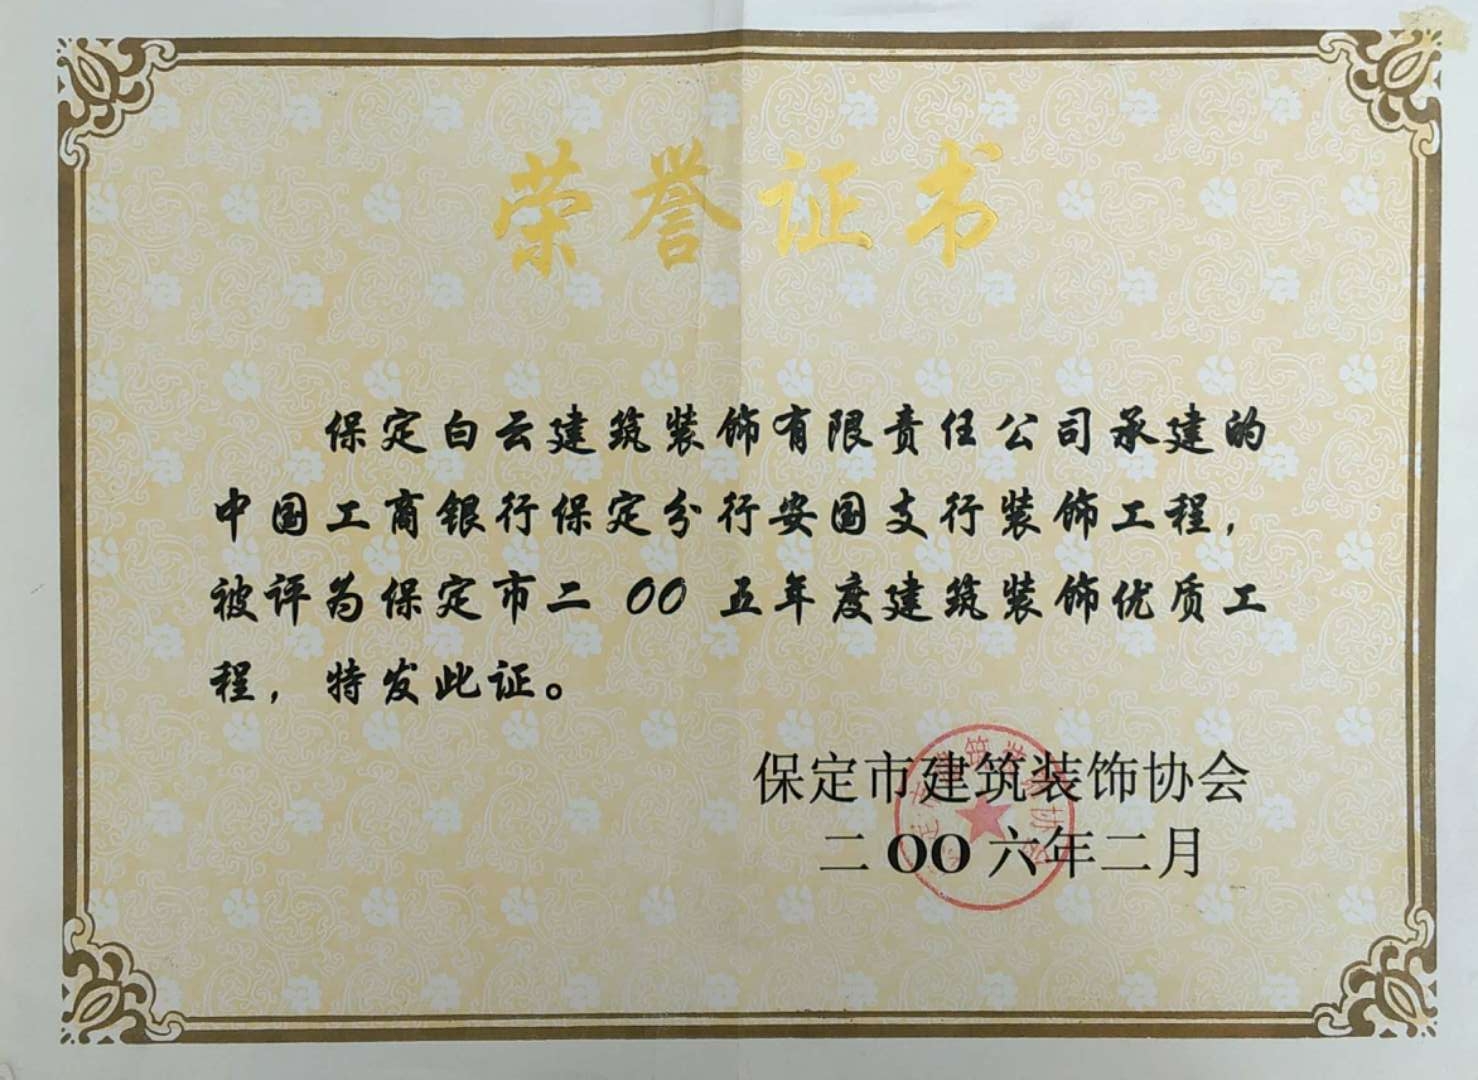 荣誉证书
保定白云建筑装饰有限责任公司承建的
中国工商银行保定分行安国支行装饰工程，
被评为保定市二OO五年度建筑装饰优质工
程，特发此证。
保定市建筑装饰协会
二OO六年二月